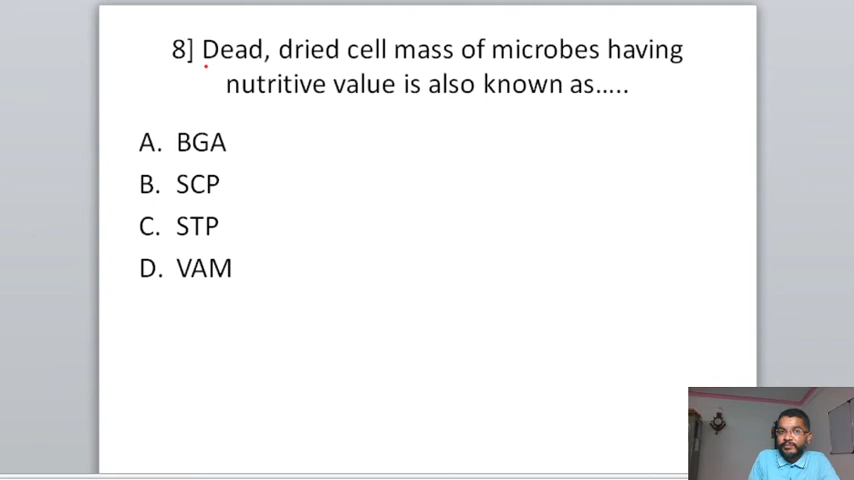 8] Dead, dried cell mass of microbes having
nutritive value is also known as.....
A. BGA
B. SCP
C. STP
D. VAM